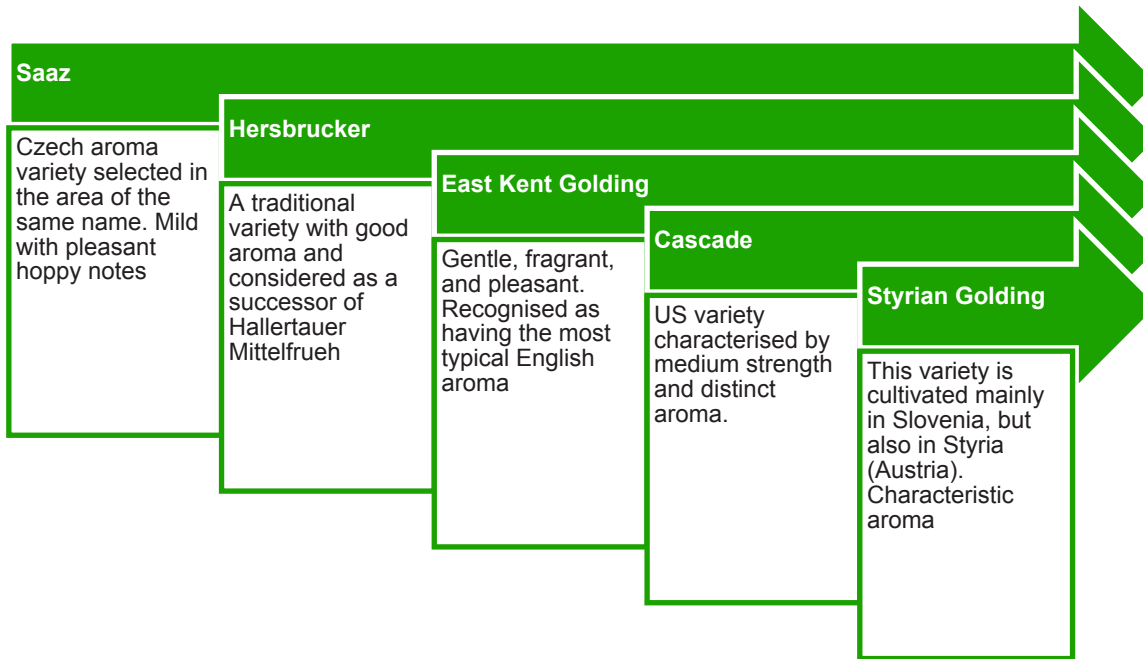 Saaz
Czech aroma
variety selected in
the area of the
same name. Mild
with pleasant
hoppy notes
Hersbrucker
A traditional
variety with good
aroma and
considered as a
successor of
Hallertauer
Mittelfrueh
East Kent Golding
Gentle, fragrant,
and pleasant.
Recognised as
having the most
typical English
aroma
Cascade
US variety
characterised by
medium strength
and distinct
aroma.
Styrian Golding
This variety is
cultivated mainly
in Slovenia, but
also in Styria
(Austria).
Characteristic
aroma